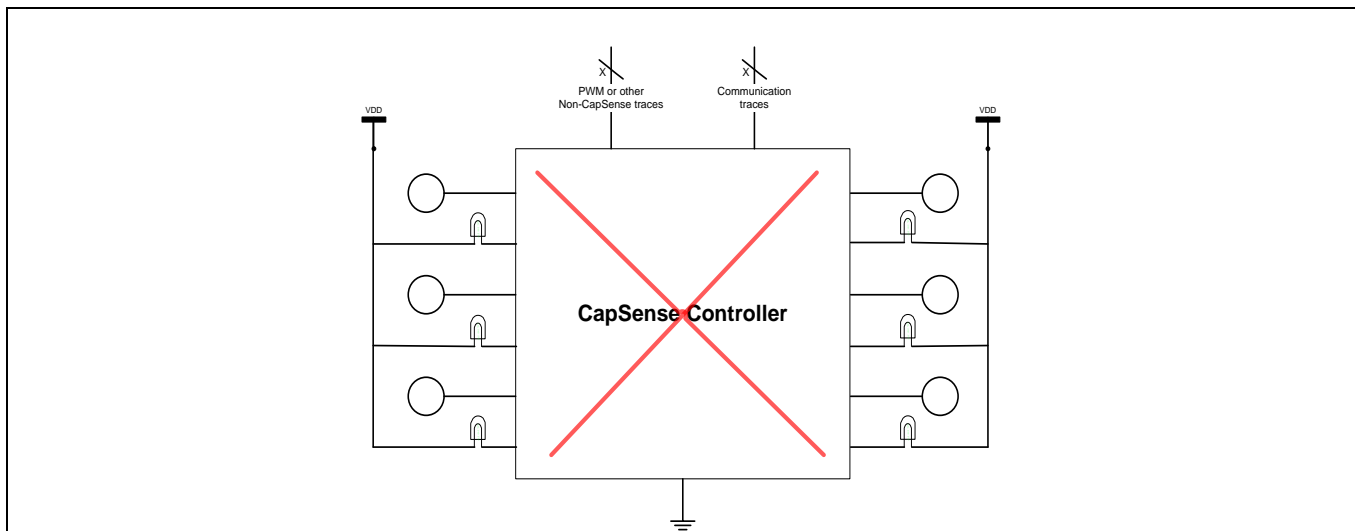 X
X
PWM or other
Non-CapSense traces
Communication
traces
VDD
VDD
CapSense Controller